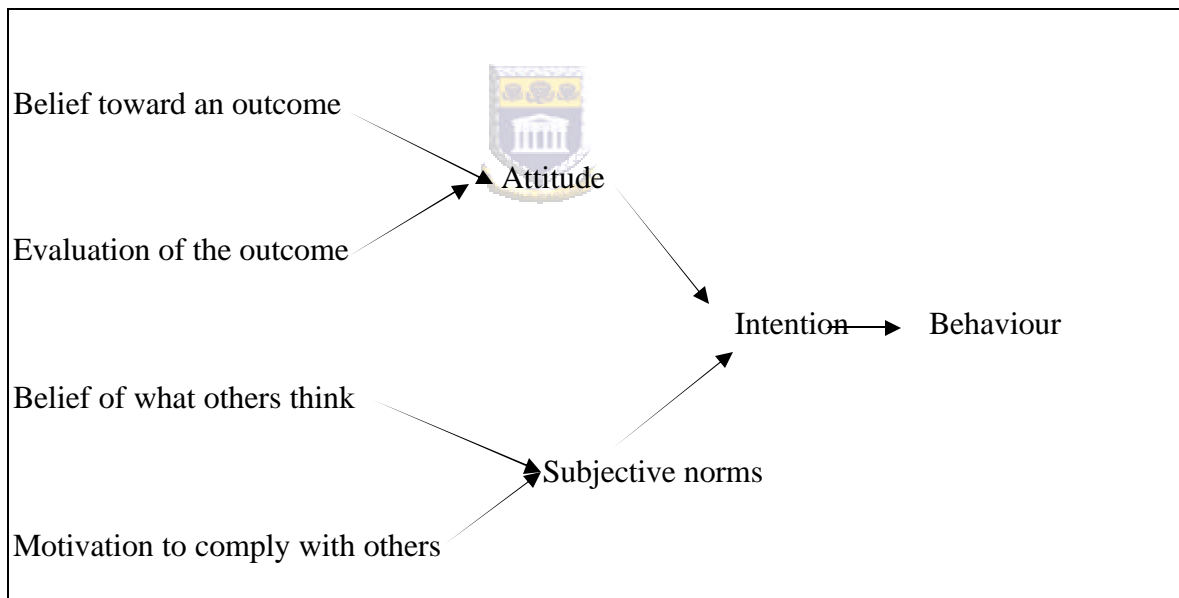 Belief toward an outcome
Attitude
Evaluation of the outcome
Intention
Behaviour
Belief of what others think
Subjective norms
Motivation to comply with others